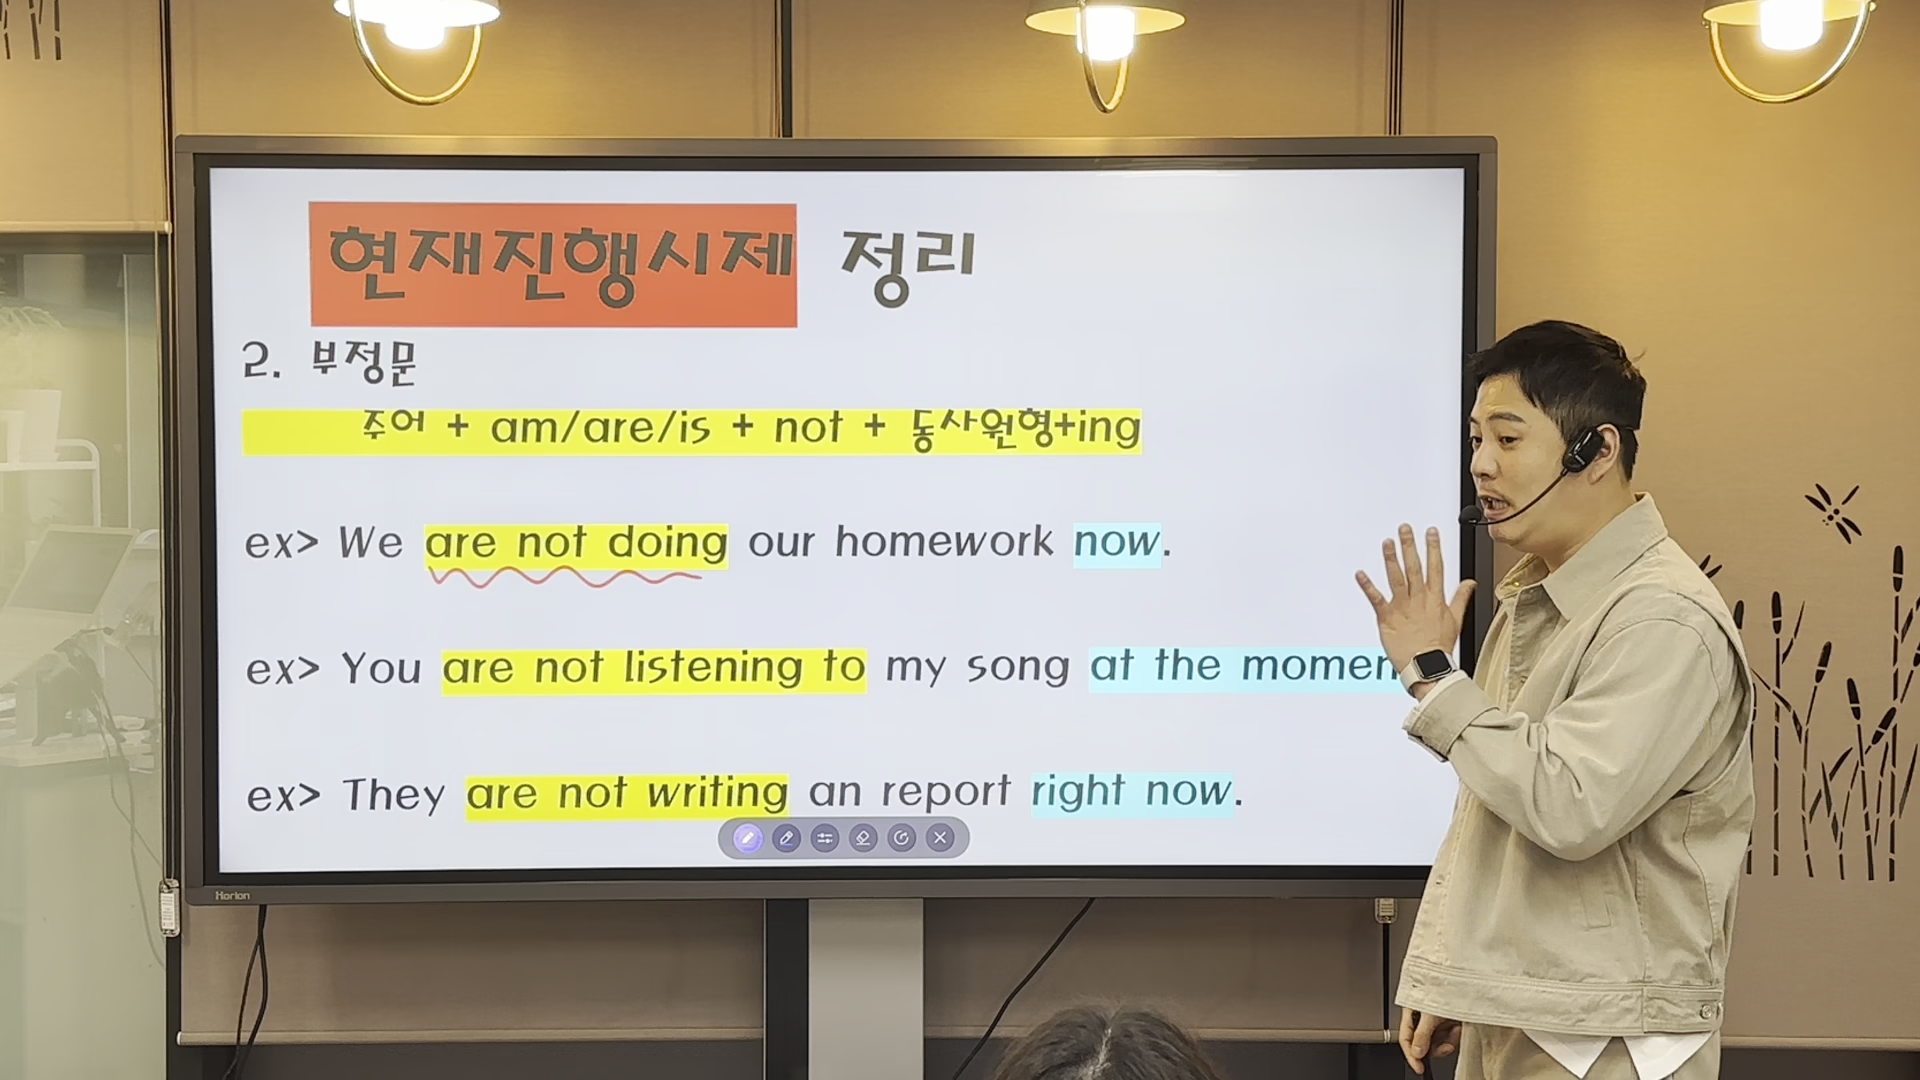 현재진행시제 정리
2. 부정문
주어 + am/are/is + not + 동사원형+ing
ex> We are not doing our homework now.
ex> You are not listening to my song at the momen
ex> They are not writing an report right now.
Horion